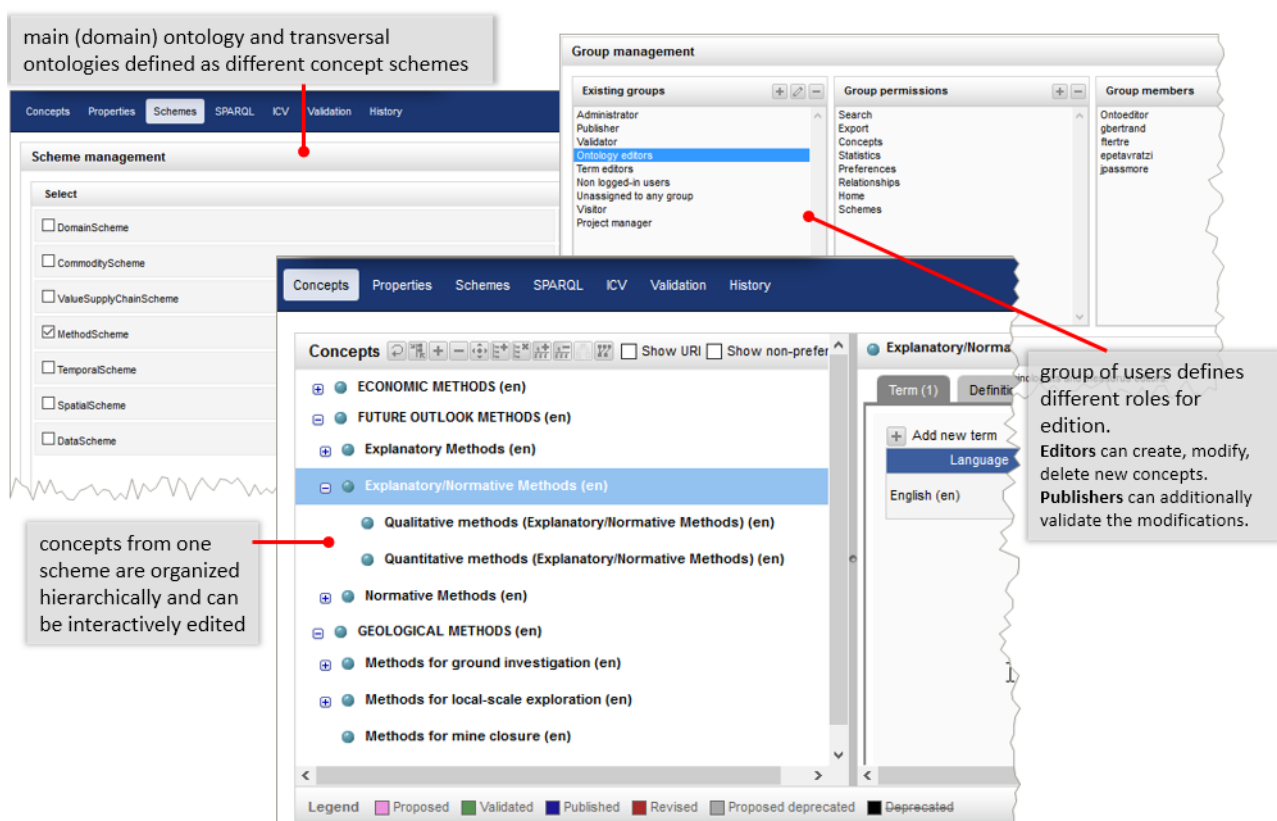 main (domain) ontology and transversal
ontologies defined as different concept schemes
Concepts Properties Schemes SPARQL ICV Validation History
Scheme management
Select
DomainScheme
CommodityScheme
ValueSupplyChainScheme
MethodScheme
TemporalScheme
SpatialScheme
DataScheme
Group management
Existing groups
Administrator
Publisher
Validator
Ontology editors
Term editors
Non logged-in users
Unassigned to any group
Visitor
Project manager
Group permissions
Search
Export
Concepts
Statistics
Preferences
Relationships
Home
Schemes
Group members
Ontoeditor
gbertrand
ftertre
epetavratzi
jpassmore
Concepts Properties Schemes SPARQL ICV Validation History
Concepts Show URI Show non-prefer
ECONOMIC METHODS (en)
FUTURE OUTLOOK METHODS (en)
Explanatory Methods (en)
Explanatory/Normative Methods (en)
Qualitative methods (Explanatory/Normative Methods) (en)
Quantitative methods (Explanatory/Normative Methods) (en)
Normative Methods (en)
GEOLOGICAL METHODS (en)
Methods for ground investigation (en)
Methods for local-scale exploration (en)
Methods for mine closure (en)
Legend Proposed Validated Published Revised Proposed deprecated Deprecated
Explanatory/Norma
Term (1) Definitio
Add new term
Language
English (en)
group of users defines
different roles for
edition.
Editors can create, modify,
delete new concepts.
Publishers can additionally
validate the modifications.
concepts from one
scheme are organized
hierarchically and can
be interactively edited